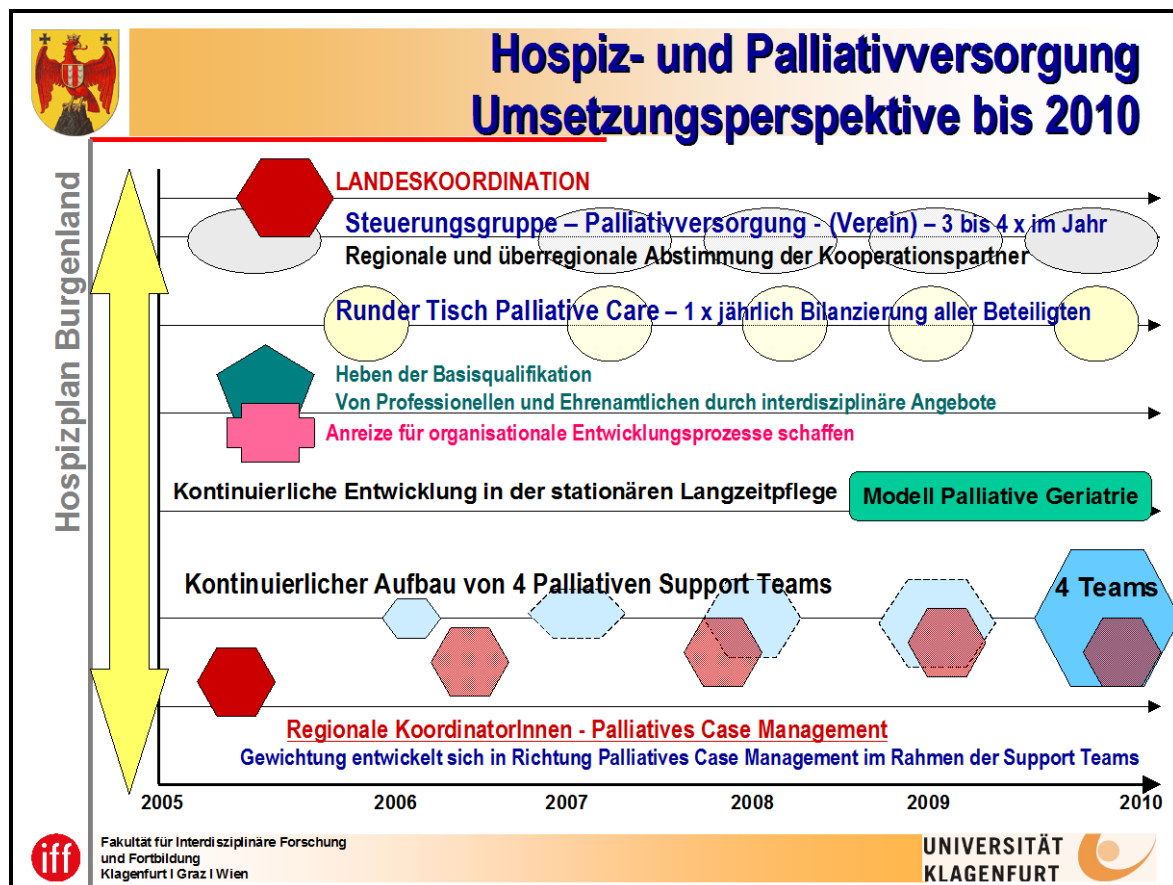 Hospiz- und Palliativversorgung
Umsetzungsperspektive bis 2010
Hospizplan Burgenland
LANDESKOORDINATION
Steuerungsgruppe – Palliativversorgung - (Verein) – 3 bis 4 x im Jahr
Regionale und überregionale Abstimmung der Kooperationspartner
Runder Tisch Palliative Care – 1 x jährlich Bilanzierung aller Beteiligten
Heben der Basisqualifikation
Von Professionellen und Ehrenamtlichen durch interdisziplinäre Angebote
Anreize für organisationale Entwicklungsprozesse schaffen
Kontinuierliche Entwicklung in der stationären Langzeitpflege
Modell Palliative Geriatrie
Kontinuierlicher Aufbau von 4 Palliativen Support Teams
4 Teams
Regionale KoordinatorInnen - Palliatives Case Management
Gewichtung entwickelt sich in Richtung Palliatives Case Management im Rahmen der Support Teams
2005 2006 2007 2008 2009 2010
iff
Fakultät für Interdisziplinäre Forschung
und Fortbildung
Klagenfurt I Graz I Wien
UNIVERSITÄT
KLAGENFURT